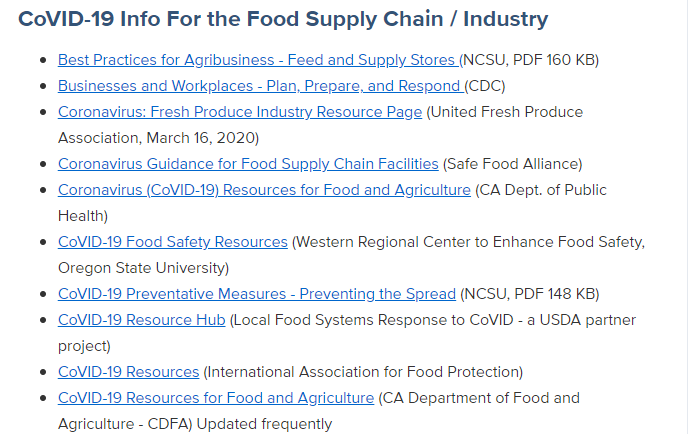 CoVID-19 Info For the Food Supply Chain / Industry
Best Practices for Agribusiness - Feed and Supply Stores (NCSU, PDF 160 KB)
Businesses and Workplaces - Plan, Prepare, and Respond (CDC)
Coronavirus: Fresh Produce Industry Resource Page (United Fresh Produce
Association, March 16, 2020)
Coronavirus Guidance for Food Supply Chain Facilities (Safe Food Alliance)
Coronavirus (CoVID-19) Resources for Food and Agriculture (CA Dept. of Public
Health)
CoVID-19 Food Safety Resources (Western Regional Center to Enhance Food Safety,
Oregon State University)
CoVID-19 Preventative Measures - Preventing the Spread (NCSU, PDF 148 KB)
CoVID-19 Resource Hub (Local Food Systems Response to CoVID - a USDA partner
project)
CoVID-19 Resources (International Association for Food Protection)
CoVID-19 Resources for Food and Agriculture (CA Department of Food and
Agriculture - CDFA) Updated frequently